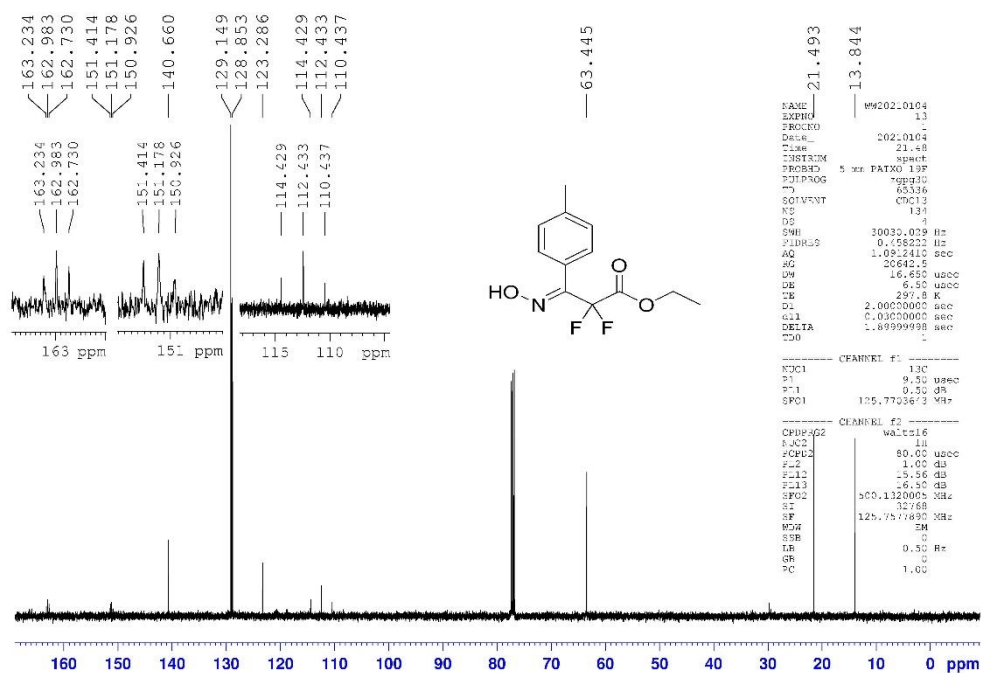 163.234
162.983
162.730
151.414
151.178
150.926
140.660
129.149
128.853
123.286
114.429
112.433
110.437
63.445
21.493
13.844
163.234
162.983
162.730
151.414
151.178
150.926
114.429
112.433
110.437
163 ppm
151 ppm
115 110 ppm
HO
N
F F
O
O
NAME WW20210104
EXPNO 13
PROCNO 1
Date_ 20210104
Time 21.48
INSTRUM spect
PROBHD 5 mm PATXO 19F
PULPROG zgpg30
TD 65536
SOLVENT CDCl3
NS 134
DS 4
SWH 30030.029 Hz
FIDRES 0.458222 Hz
AQ 1.0912410 sec
RG 20642.5
DW 16.650 usec
DE 6.50 usec
TE 297.8 K
D1 2.00000000 sec
d11 0.03000000 sec
DELTA 1.89999998 sec
TD0 1
======== CHANNEL f1 ========
NUC1 13C
P1 9.50 usec
PL1 0.50 dB
SFO1 125.7703643 MHz
======== CHANNEL f2 ========
CPDPRG2 waltz16
NUC2 1H
PCPD2 80.00 usec
PL2 1.00 dB
PL12 15.56 dB
PL13 16.50 dB
SFO2 500.1320005 MHz
SI 32768
SF 125.7577890 MHz
WDW EM
SSB 0
LB 0.50 Hz
GB 0
PC 1.00
160 150 140 130 120 110 100 90 80 70 60 50 40 30 20 10 0 ppm